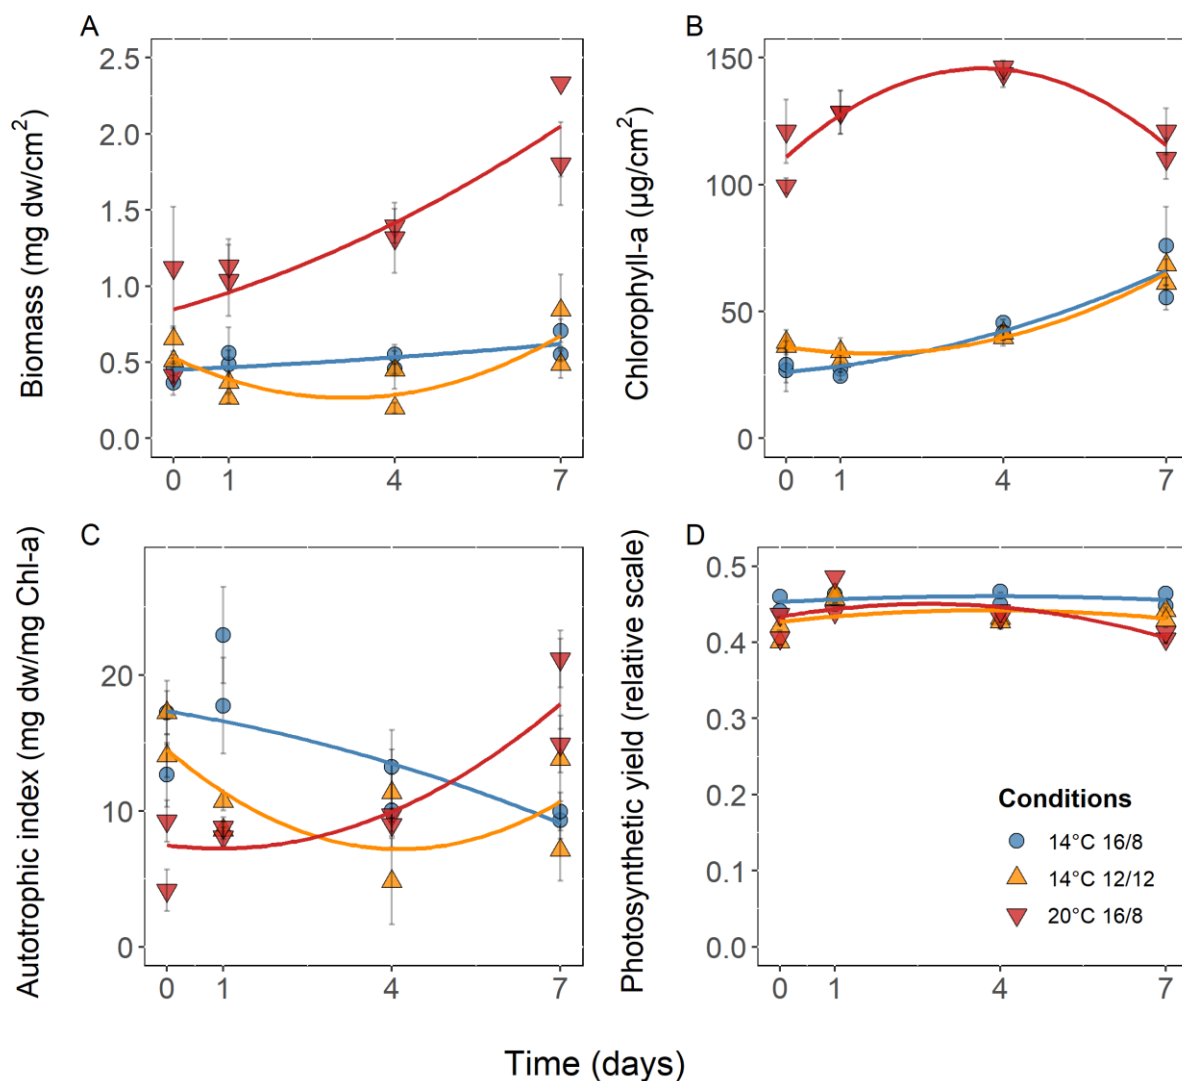 A
Biomass (mg dw/cm²)
2.5
2.0
1.5
1.0
0.5
0.0
0 1 4 7
B
Chlorophyll-a (µg/cm²)
150
100
50
0
0 1 4 7
C
Autotrophic index (mg dw/mg Chl-a)
20
10
0
0 1 4 7
D
Photosynthetic yield (relative scale)
0.5
0.4
0.3
0.2
0.1
0.0
Conditions
14°C 16/8
14°C 12/12
20°C 16/8
0 1 4 7
Time (days)